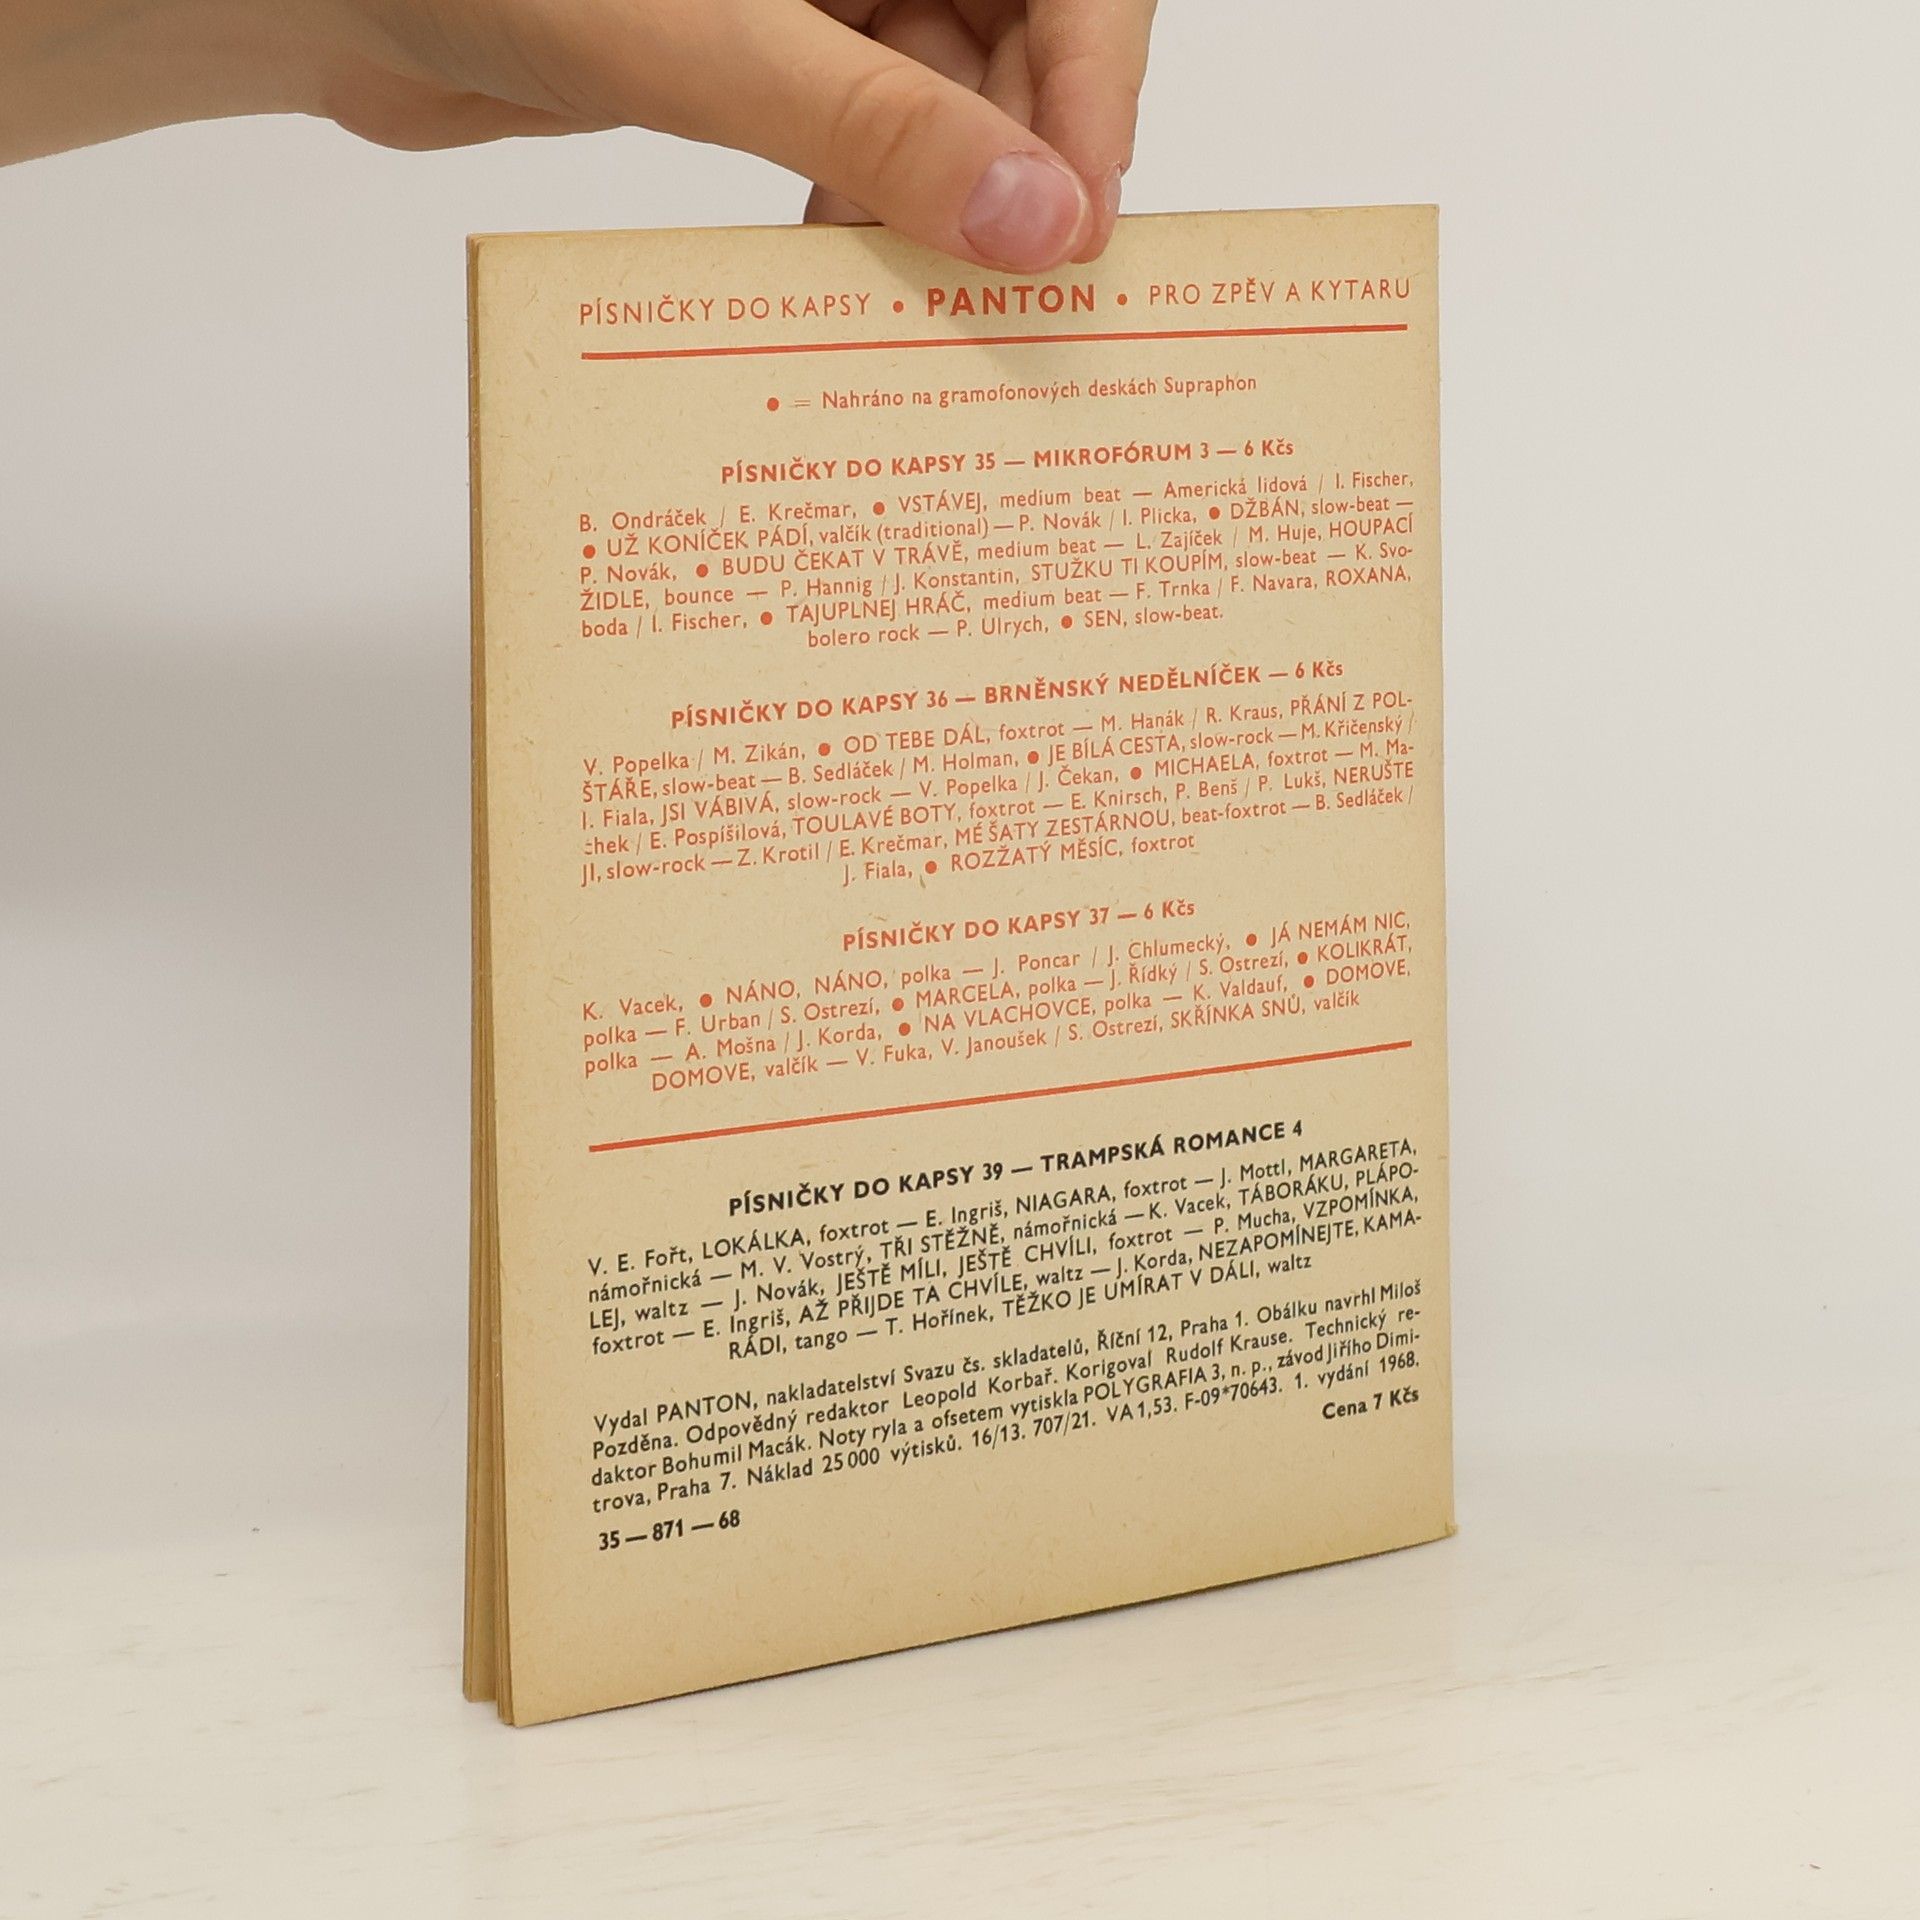 PÍSNIČKY DO KAPSY • PANTON • PRO ZPĚV A KYTARU
● = Nahráno na gramofonových deskách Supraphon
PÍSNIČKY DO KAPSY 35 — MIKROFÓRUM 3 — 6 Kčs
B. Ondráček / E. Krečmar, ● VSTÁVEJ, medium beat — Americká lidová / I. Fischer,
● UŽ KONÍČEK PÁDÍ, valčík (traditional) — P. Novák / I. Plicka, ● DŽBÁN, slow-beat —
P. Novák, ● BUDU ČEKAT V TRÁVĚ, medium beat — L. Zajíček / M. Huje, HOUPACÍ
ŽIDLE, bounce — P. Hannig / J. Konstantin, STUŽKU TI KOUPÍM, slow-beat — K. Svo-
boda / I. Fischer, ● TAJUPLNEJ HRÁČ, medium beat — F. Trnka / F. Navara, ROXANA,
bolero rock — P. Ulrych, ● SEN, slow-beat.
PÍSNIČKY DO KAPSY 36 — BRNĚNSKÝ NEDĚLNÍČEK — 6 Kčs
V. Popelka / M. Zikán, ● OD TEBE DÁL, foxtrot — M. Hanák / R. Kraus, PŘÁNÍ Z POL-
ŠTÁŘE, slow-beat — B. Sedláček / M. Holman, ● JE BÍLÁ CESTA, slow-rock — M. Křičenský /
I. Fiala, JSI VÁBIVÁ, slow-rock — V. Popelka / J. Čekan, ● MICHAELA, foxtrot — M. Ma-
chek / E. Pospíšilová, TOULAVÉ BOTY, foxtrot — E. Knirsch, P. Benš / P. Lukš, NERUŠTE
JI, slow-rock — Z. Krotil / E. Krečmar, MÉ ŠATY ZESTÁRNOU, beat-foxtrot — B. Sedláček /
J. Fiala, ● ROZŽATÝ MĚSÍC, foxtrot
PÍSNIČKY DO KAPSY 37 — 6 Kčs
K. Vacek, ● NÁNO, NÁNO, polka — J. Poncar / J. Chlumecký, ● JÁ NEMÁM NIC,
polka — F. Urban / S. Ostrezí, ● MARCELA, polka — J. Řídký / S. Ostrezí, ● KOLIKRÁT,
polka — A. Mošna / J. Korda, ● NA VLACHOVCE, polka — K. Valdauf, ● DOMOVE,
DOMOVE, valčík — V. Fuka, V. Janoušek / S. Ostrezí, SKŘÍNKA SNŮ, valčík
PÍSNIČKY DO KAPSY 39 — TRAMPSKÁ ROMANCE 4
V. E. Fořt, LOKÁLKA, foxtrot — E. Ingriš, NIAGARA, foxtrot — J. Mottl, MARGARETA,
námořnická — M. V. Vostrý, TŘI STĚŽNĚ, námořnická — K. Vacek, TÁBORÁKU, PLÁPO-
LEJ, waltz — J. Novák, JEŠTĚ MÍLI, JEŠTĚ CHVÍLI, foxtrot — P. Mucha, VZPOMÍNKA,
foxtrot — E. Ingriš, AŽ PŘIJDE TA CHVÍLE, waltz — J. Korda, NEZAPOMÍNEJTE, KAMA-
RÁDI, tango — T. Hořínek, TĚŽKO JE UMÍRAT V DÁLI, waltz
Vydal PANTON, nakladatelství Svazu čs. skladatelů, Říční 12, Praha 1. Obálku navrhl Miloš
Pozděna. Odpovědný redaktor Leopold Korbař. Korigoval Rudolf Krause. Technický re-
daktor Bohumil Macák. Noty ryla a ofsetem vytiskla POLYGRAFIA 3, n. p., závod Jiřího Dimi-
trova, Praha 7. Náklad 25 000 výtisků. 16/13. 707/21. VA 1,53. F-09*70643. 1. vydání 1968.
Cena 7 Kčs
35 — 871 — 68